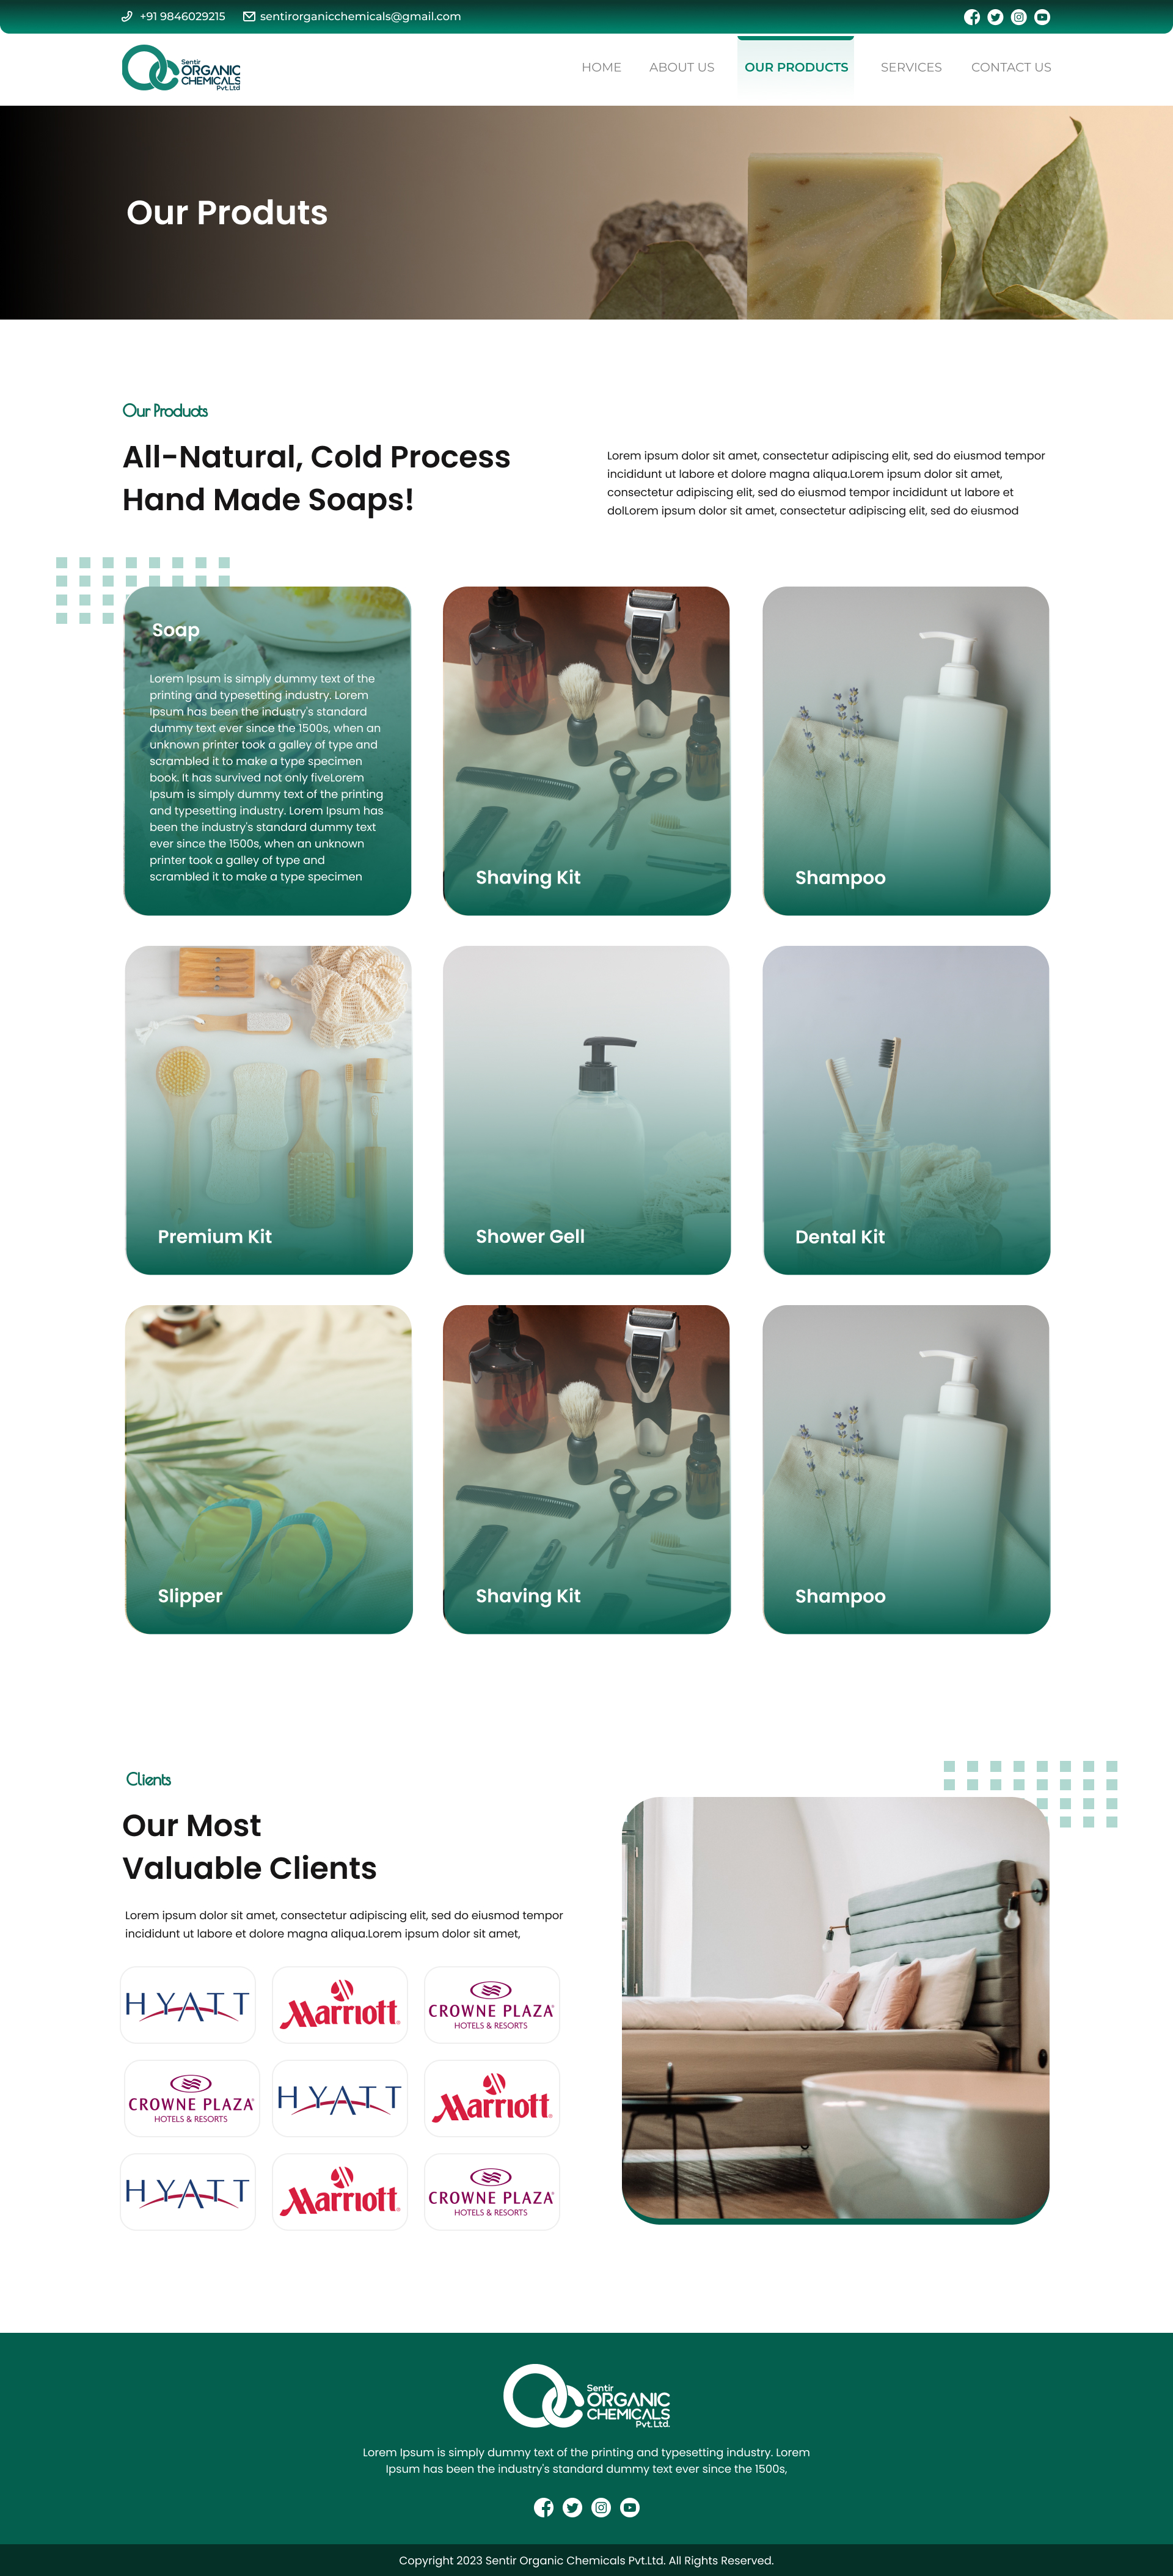 +91 9846029215 sentirorganicchemicals@gmail.com
Sentir
ORGANIC
CHEMICALS
Pvt.Ltd
HOME ABOUT US OUR PRODUCTS SERVICES CONTACT US
Our Produts
Our Products
All-Natural, Cold Process
Hand Made Soaps!
Lorem ipsum dolor sit amet, consectetur adipiscing elit, sed do eiusmod tempor
incididunt ut labore et dolore magna aliqua.Lorem ipsum dolor sit amet,
consectetur adipiscing elit, sed do eiusmod tempor incididunt ut labore et
dolLorem ipsum dolor sit amet, consectetur adipiscing elit, sed do eiusmod
Soap
Lorem Ipsum is simply dummy text of the
printing and typesetting industry. Lorem
Ipsum has been the industry's standard
dummy text ever since the 1500s, when an
unknown printer took a galley of type and
scrambled it to make a type specimen
book. It has survived not only fiveLorem
Ipsum is simply dummy text of the printing
and typesetting industry. Lorem Ipsum has
been the industry's standard dummy text
ever since the 1500s, when an unknown
printer took a galley of type and
scrambled it to make a type specimen
Shaving Kit
Shampoo
Premium Kit
Shower Gell
Dental Kit
Slipper
Shaving Kit
Shampoo
Clients
Our Most
Valuable Clients
Lorem ipsum dolor sit amet, consectetur adipiscing elit, sed do eiusmod tempor
incididunt ut labore et dolore magna aliqua.Lorem ipsum dolor sit amet,
HYATT
Marriott®
CROWNE PLAZA®
HOTELS & RESORTS
CROWNE PLAZA®
HOTELS & RESORTS
HYATT
Marriott®
HYATT
Marriott®
CROWNE PLAZA®
HOTELS & RESORTS
Sentir
ORGANIC
CHEMICALS
Pvt.Ltd.
Lorem Ipsum is simply dummy text of the printing and typesetting industry. Lorem
Ipsum has been the industry's standard dummy text ever since the 1500s,
Copyright 2023 Sentir Organic Chemicals Pvt.Ltd. All Rights Reserved.